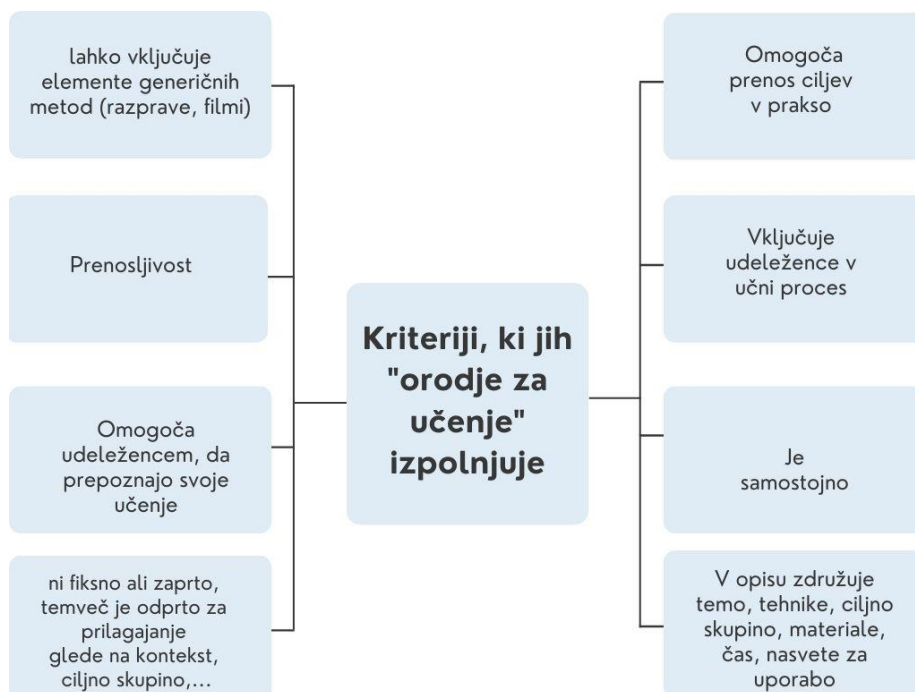 lahko vključuje
elemente generičnih
metod (razprave, filmi)
Prenosljivost
Omogoča
udeležencem, da
prepoznajo svoje
učenje
ni fiksno ali zaprto,
temveč je odprto za
prilagajanje
glede na kontekst,
ciljno skupino,...
Kriteriji, ki jih
"orodje za
učenje"
izpolnjuje
Omogoča
prenos ciljev
v prakso
Vključuje
udeležence v
učni proces
Je
samostojno
V opisu združuje
temo, tehnike, ciljno
skupino, materiale,
čas, nasvete za
uporabo